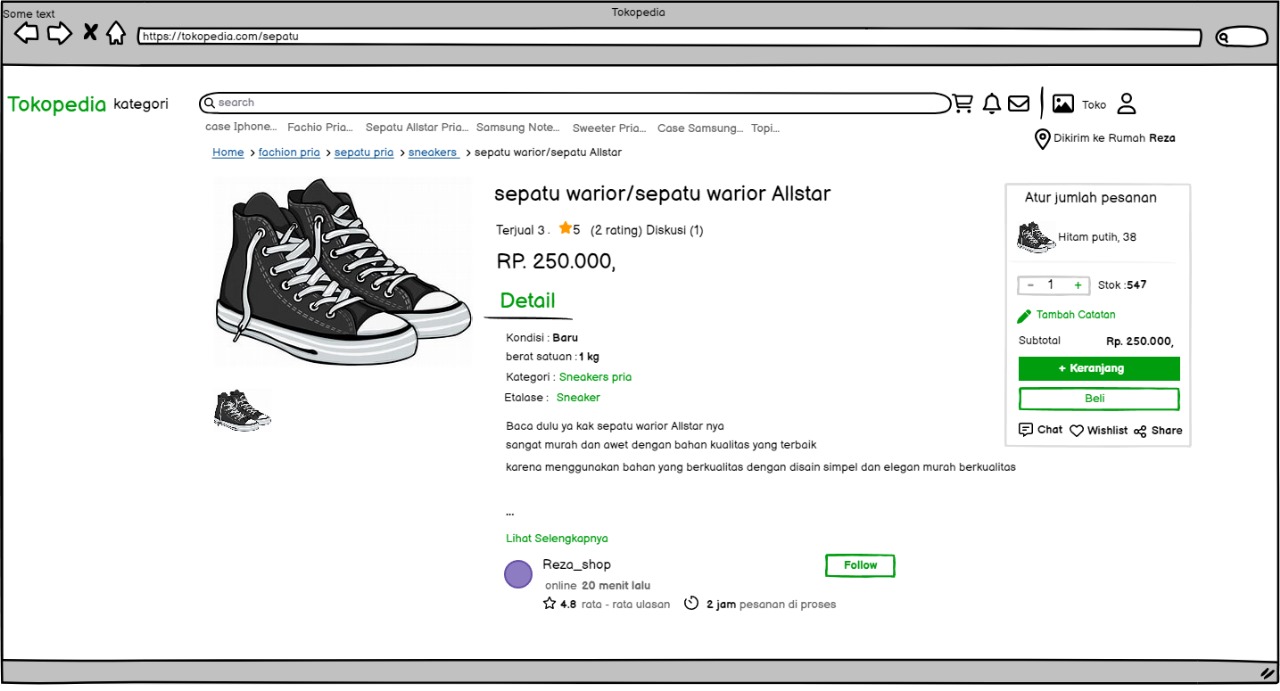 Tokopedia
Some text
https://tokopedia.com/sepatu
Tokopedia kategori search Toko
case Iphone... Fachio Pria... Sepatu Allstar Pria... Samsung Note... Sweeter Pria... Case Samsung... Topi...
Dikirim ke Rumah Reza
Home > fachion pria > sepatu pria > sneakers > sepatu warior/sepatu Allstar
sepatu warior/sepatu warior Allstar
Terjual 3 . 5 (2 rating) Diskusi (1)
RP. 250.000,
Detail
Kondisi : Baru
berat satuan : 1 kg
Kategori : Sneakers pria
Etalase : Sneaker
Baca dulu ya kak sepatu warior Allstar nya
sangat murah dan awet dengan bahan kualitas yang terbaik
karena menggunakan bahan yang berkualitas dengan disain simpel dan elegan murah berkualitas
...
Lihat Selengkapnya
Reza_shop
Follow
online 20 menit lalu
4.8 rata - rata ulasan 2 jam pesanan di proses
Atur jumlah pesanan
Hitam putih, 38
- 1 + Stok :547
Tambah Catatan
Subtotal Rp. 250.000,
+ Keranjang
Beli
Chat Wishlist Share